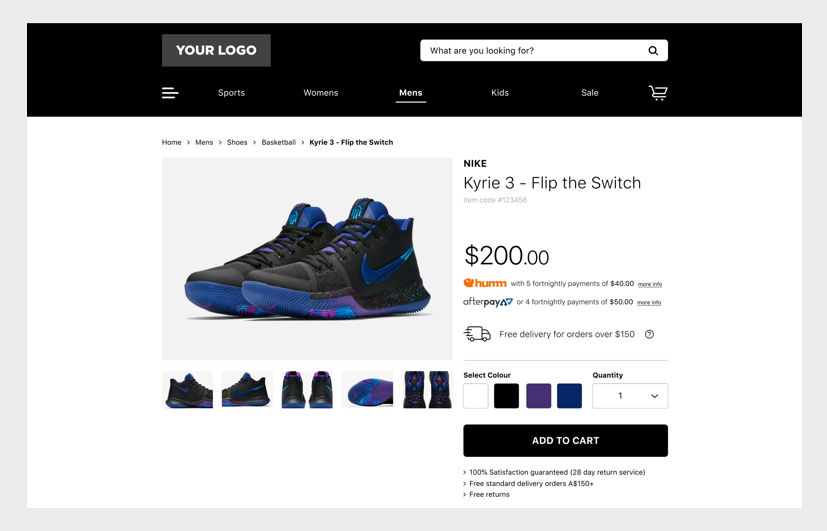 YOUR LOGO
What are you looking for?
Sports Womens Mens Kids Sale
Home > Mens > Shoes > Basketball > Kyrie 3 - Flip the Switch
NIKE
Kyrie 3 - Flip the Switch
Item code #123456
$200.00
humm with 5 fortnightly payments of $40.00 more info
afterpay or 4 fortnightly payments of $50.00 more info
Free delivery for orders over $150 ?
Select Colour Quantity
1
ADD TO CART
> 100% Satisfaction guaranteed (28 day return service)
> Free standard delivery orders A$150+
> Free returns